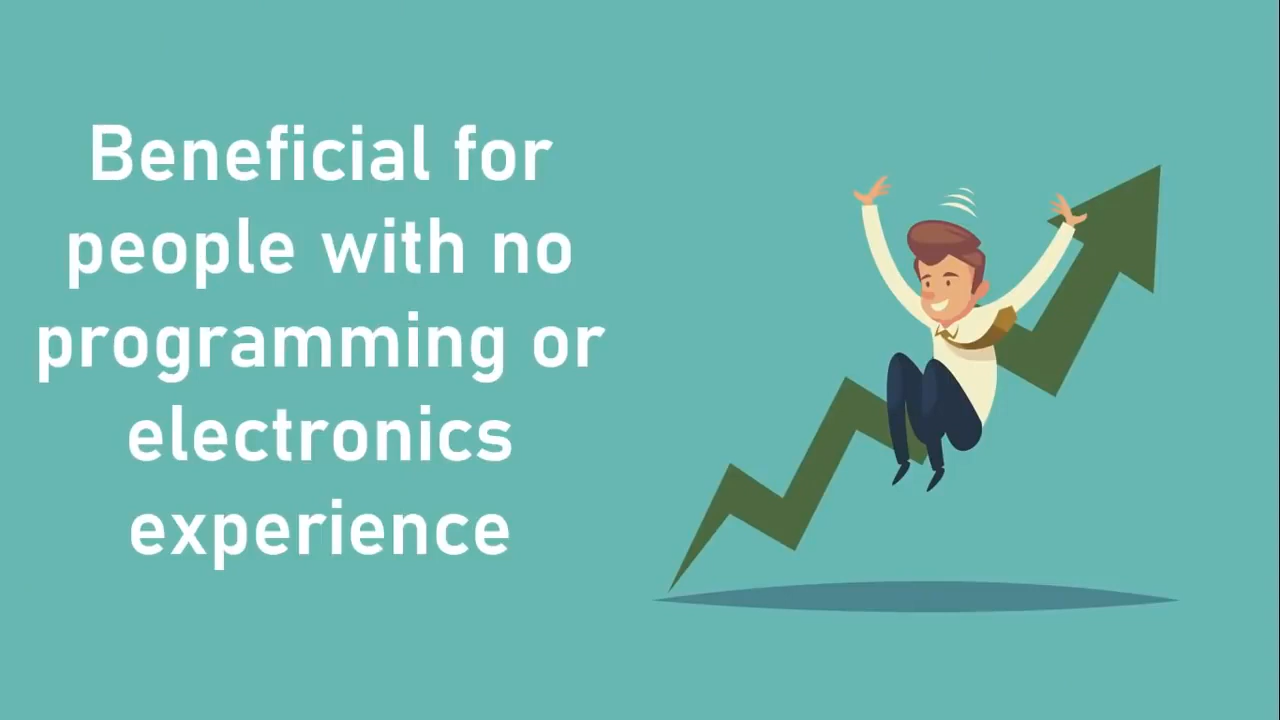 Beneficial for
people with no
programming or
electronics
experience